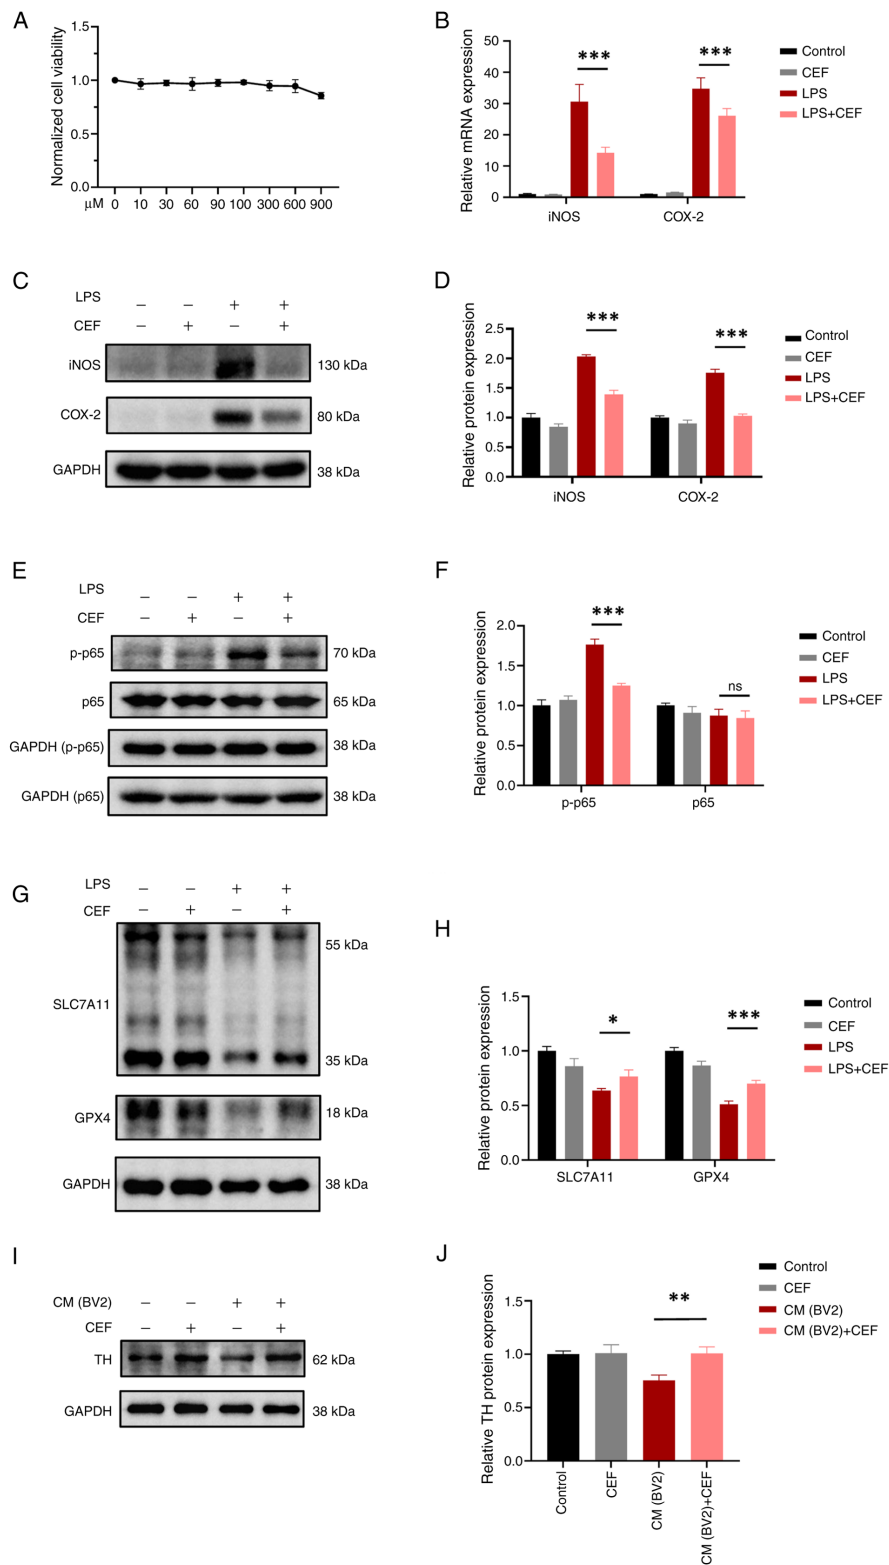 A
Normalized cell viability
1.5
1.0
0.5
0.0
μM 0 10 30 60 90 100 300 600 900
B
Relative mRNA expression
50
40
30
20
10
0
*** ***
iNOS COX-2
Control
CEF
LPS
LPS+CEF
C
LPS – – + +
CEF – + – +
iNOS 130 kDa
COX-2 80 kDa
GAPDH 38 kDa
D
Relative protein expression
2.5
2.0
1.5
1.0
0.5
0.0
*** ***
iNOS COX-2
Control
CEF
LPS
LPS+CEF
E
LPS – – + +
CEF – + – +
p-p65 70 kDa
p65 65 kDa
GAPDH (p-p65) 38 kDa
GAPDH (p65) 38 kDa
F
Relative protein expression
2.0
1.5
1.0
0.5
0.0
*** ns
p-p65 p65
Control
CEF
LPS
LPS+CEF
G
LPS – – + +
CEF – + – +
55 kDa
SLC7A11
35 kDa
GPX4 18 kDa
GAPDH 38 kDa
H
Relative protein expression
1.5
1.0
0.5
0.0
* ***
SLC7A11 GPX4
Control
CEF
LPS
LPS+CEF
I
CM (BV2) – – + +
CEF – + – +
TH 62 kDa
GAPDH 38 kDa
J
Relative TH protein expression
1.5
1.0
0.5
0.0
**
Control
CEF
CM (BV2)
CM (BV2)+CEF
Control
CEF
CM (BV2)
CM (BV2)+CEF